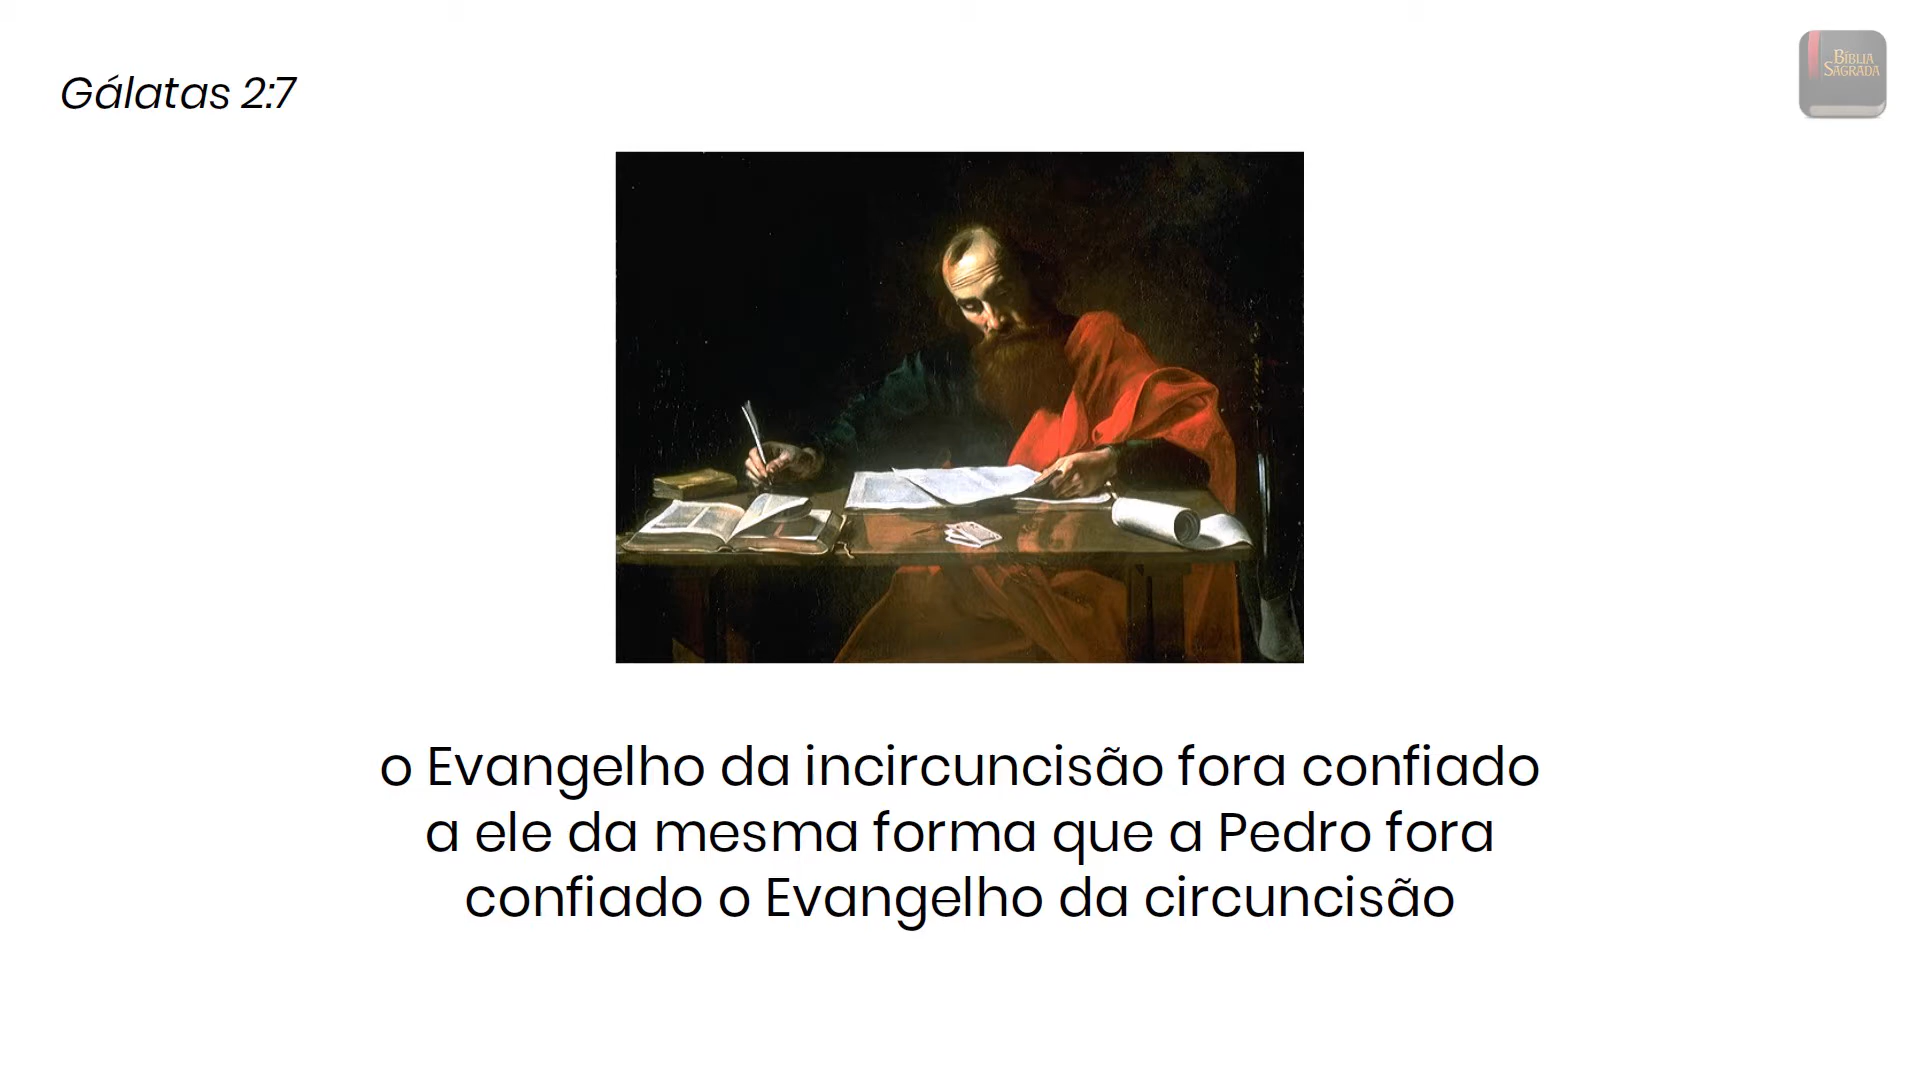 Gálatas 2:7
BÍBLIA
SAGRADA
o Evangelho da incircuncisão fora confiado
a ele da mesma forma que a Pedro fora
confiado o Evangelho da circuncisão